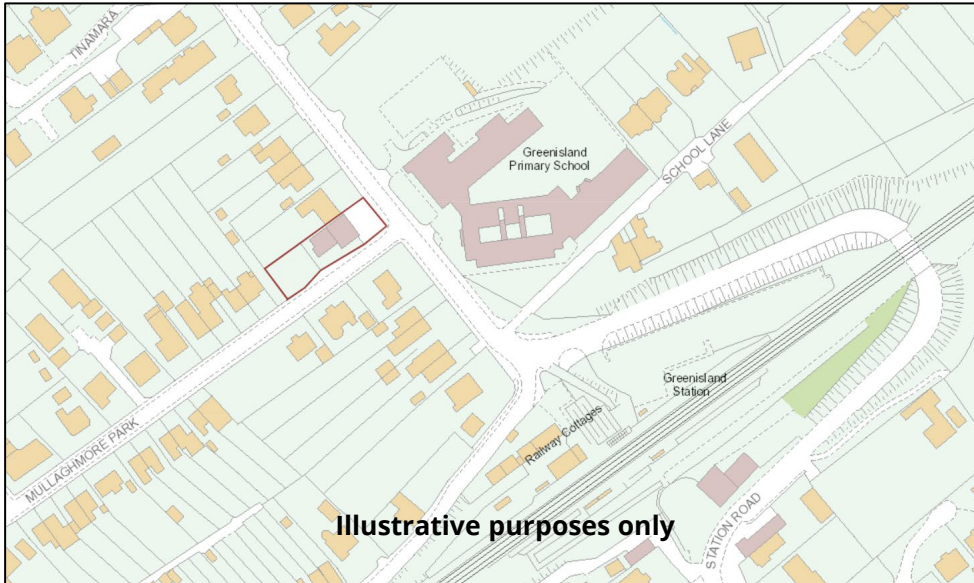 TINAMARA
Greenisland
Primary School
SCHOOL LANE
Greenisland
Station
Railway Cottages
MULLAGHMORE PARK
STATION ROAD
Illustrative purposes only